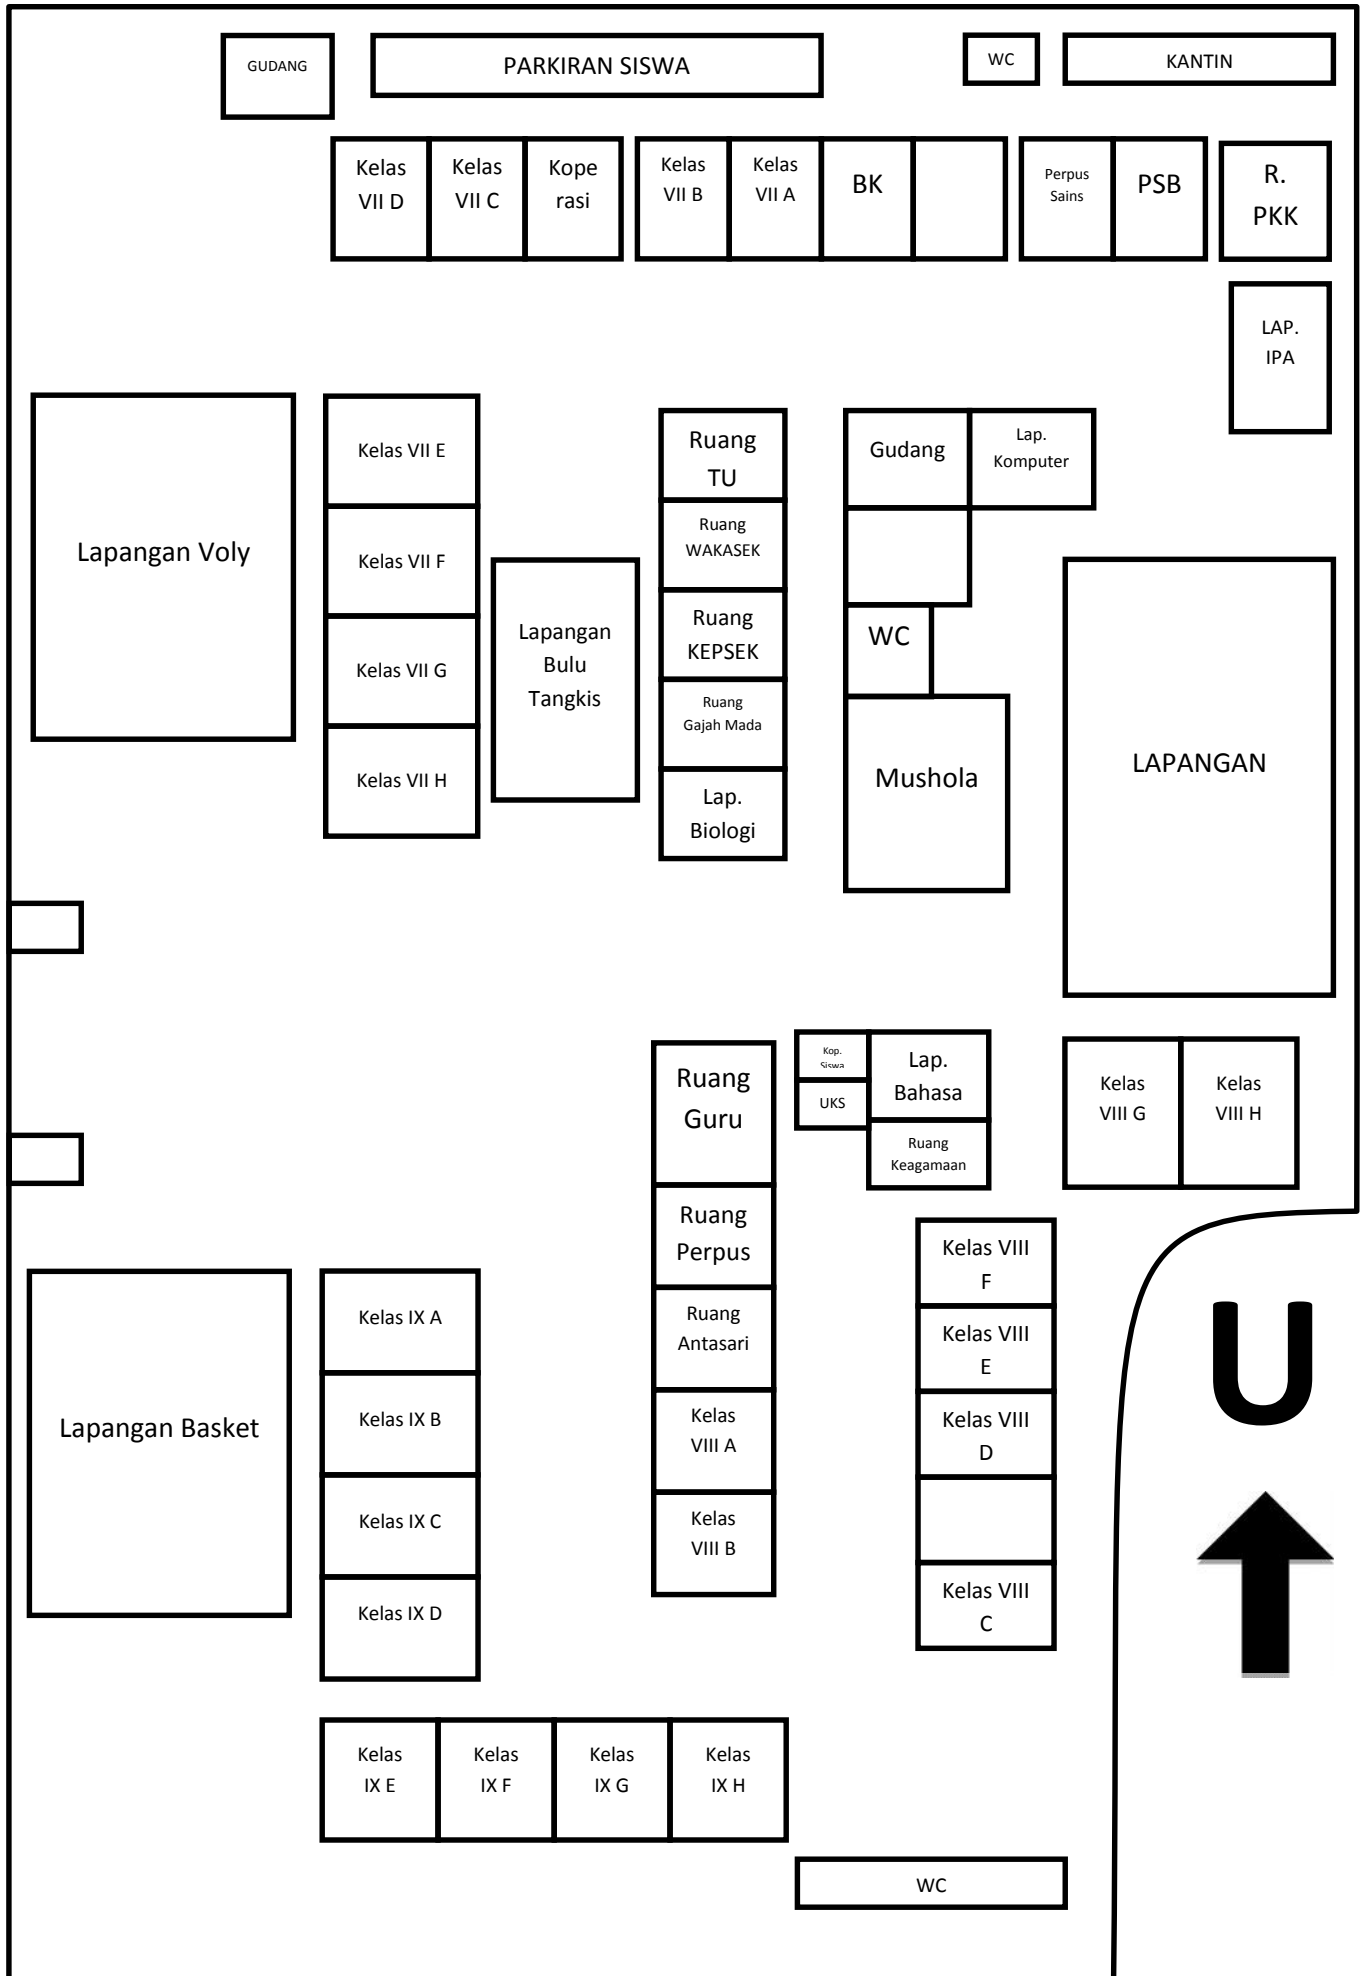 GUDANG
PARKIRAN SISWA
WC
KANTIN
Kelas
VII D
Kelas
VII C
Kope
rasi
Kelas
VII B
Kelas
VII A
BK
Perpus
Sains
PSB
R.
PKK
LAP.
IPA
Lapangan Voly
Kelas VII E
Kelas VII F
Kelas VII G
Kelas VII H
Lapangan
Bulu
Tangkis
Ruang
TU
Ruang
WAKASEK
Ruang
KEPSEK
Ruang
Gajah Mada
Lap.
Biologi
Gudang
Lap.
Komputer
WC
Mushola
LAPANGAN
Ruang
Guru
Ruang
Perpus
Ruang
Antasari
Kelas
VIII A
Kelas
VIII B
Kop.
Siswa
UKS
Lap.
Bahasa
Ruang
Keagamaan
Kelas
VIII G
Kelas
VIII H
Kelas VIII
F
Kelas VIII
E
Kelas VIII
D
Kelas VIII
C
U
Lapangan Basket
Kelas IX A
Kelas IX B
Kelas IX C
Kelas IX D
Kelas
IX E
Kelas
IX F
Kelas
IX G
Kelas
IX H
WC